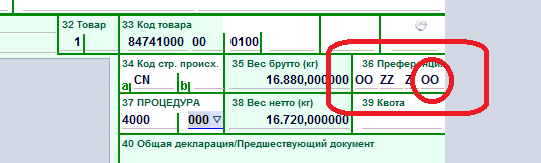 32 Товар 33 Код товара
1 84741000 00 0100
34 Код стр. происх. 35 Вес брутто (кг) 36 Преференция
a CN b 16.880,000000 OO ZZ Z OO
37 ПРОЦЕДУРА 38 Вес нетто (кг) 39 Квота
4000 000 16.720,000000
40 Общая декларация/Предшествующий документ